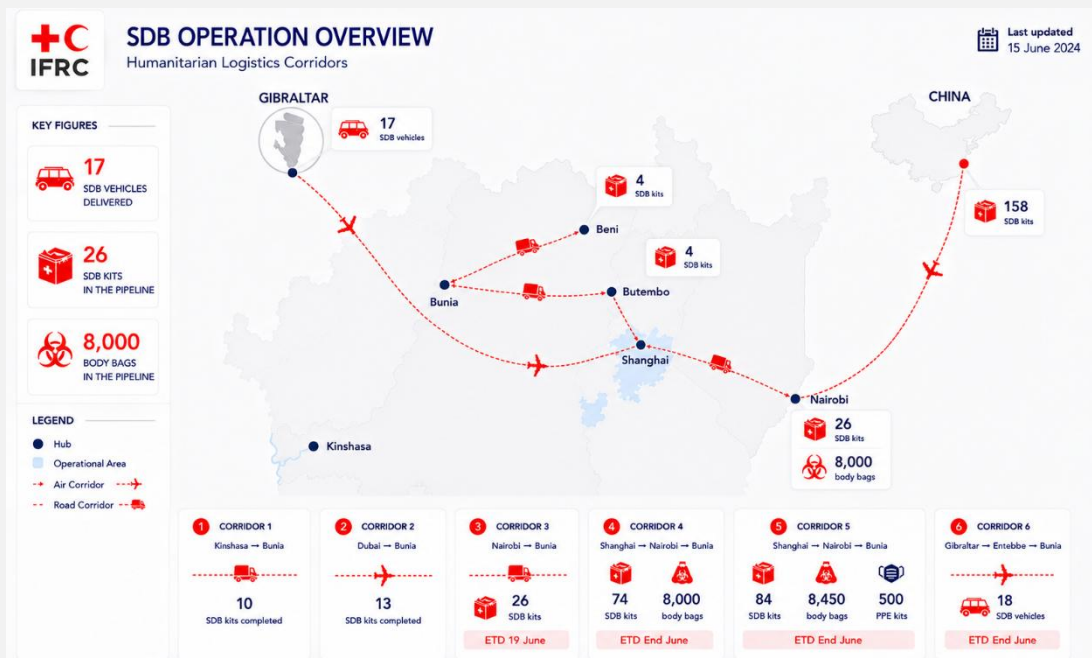 IFRC
SDB OPERATION OVERVIEW
Humanitarian Logistics Corridors
Last updated
15 June 2024
KEY FIGURES
17
SDB VEHICLES
DELIVERED
26
SDB KITS
IN THE PIPELINE
8,000
BODY BAGS
IN THE PIPELINE
LEGEND
Hub
Operational Area
Air Corridor
Road Corridor
GIBRALTAR
17
SDB vehicles
CHINA
158
SDB kits
4
SDB kits
Beni
4
SDB kits
Bunia
Butembo
Shanghai
Nairobi
26
SDB kits
8,000
body bags
Kinshasa
1 CORRIDOR 1
Kinshasa → Bunia
10
SDB kits completed
2 CORRIDOR 2
Dubai → Bunia
13
SDB kits completed
3 CORRIDOR 3
Nairobi → Bunia
26
SDB kits
ETD 19 June
4 CORRIDOR 4
Shanghai → Nairobi → Bunia
74
SDB kits
8,000
body bags
ETD End June
5 CORRIDOR 5
Shanghai → Nairobi → Bunia
84
SDB kits
8,450
body bags
500
PPE kits
ETD End June
6 CORRIDOR 6
Gibraltar → Entebbe → Bunia
18
SDB vehicles
ETD End June